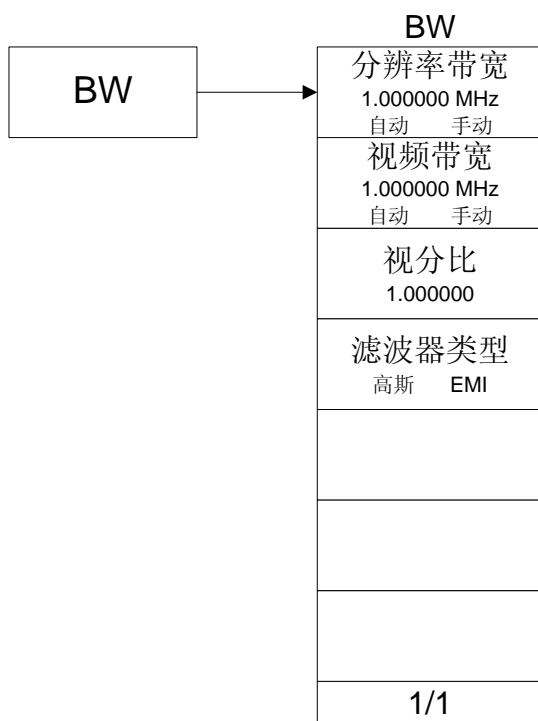 BW
BW
分辨率带宽
1.000000 MHz
自动 手动
视频带宽
1.000000 MHz
自动 手动
视分比
1.000000
滤波器类型
高斯 EMI
1/1